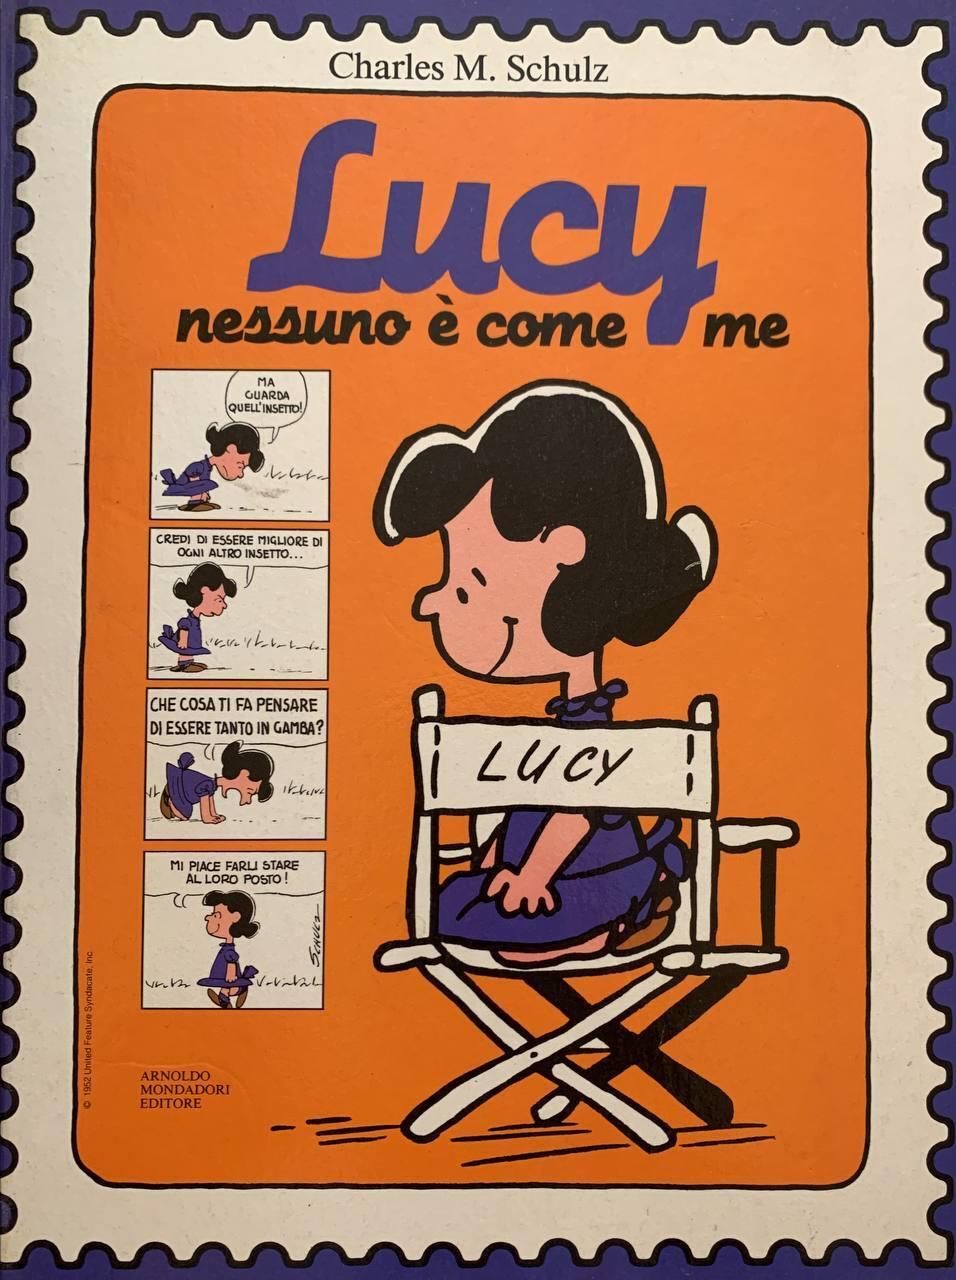 Charles M. Schulz
Lucy
nessuno è come me
MA
GUARDA
QUELL'INSETTO!
CREDI DI ESSERE MIGLIORE DI
OGNI ALTRO INSETTO...
CHE COSA TI FA PENSARE
DI ESSERE TANTO IN GAMBA?
MI PIACE FARLI STARE
AL LORO POSTO!
SCHULZ
LUCY
© 1952 United Feature Syndacate, Inc
ARNOLDO
MONDADORI
EDITORE